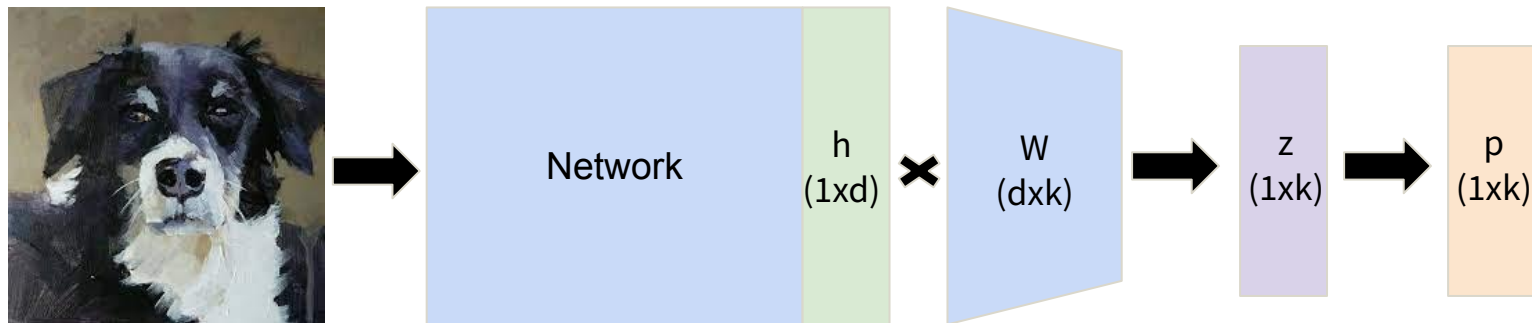 Network
h
(1xd)
W
(dxk)
z
(1xk)
p
(1xk)